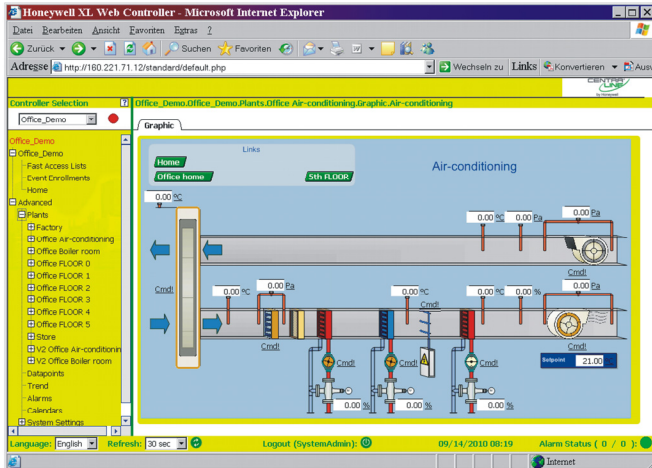 Honeywell XL Web Controller - Microsoft Internet Explorer
Datei Bearbeiten Ansicht Favoriten Extras ?
Zurück Suchen Favoriten
Adresse http://160.221.71.12/standard/default.php Wechseln zu Links Konvertieren Ausw
CENTRA LINE
by Honeywell
Controller Selection ? Office_Demo.Office_Demo.Plants.Office Air-conditioning.Graphic.Air-conditioning
Office_Demo
Graphic
Office_Demo
Office_Demo
Fast Access Lists
Event Enrollments
Home
Advanced
Plants
Factory
Office Air-conditioning
Office Boiler room
Office FLOOR 0
Office FLOOR 1
Office FLOOR 2
Office FLOOR 3
Office FLOOR 4
Office FLOOR 5
Store
V2 Office Air-conditionin
V2 Office Boiler room
Datapoints
Trend
Alarms
Calendars
System Settings
Links
Home
Office home 5th FLOOR
Air-conditioning
0.00 °C
0.00 Pa
0.00 °C 0.00 Pa
Cmd!
Cmd!
0.00 °C 0.00 Pa 0.00 °C 0.00 °C 0.00 % 0.00 Pa
Cmd!
Cmd! Cmd!
Cmd! Cmd! Cmd!
Setpoint 21.00
0.00 % 0.00 % 0.00 %
Language: English Refresh: 30 sec Logout (SystemAdmin): 09/14/2010 08:19 Alarm Status ( 0 / 0 ):
Internet